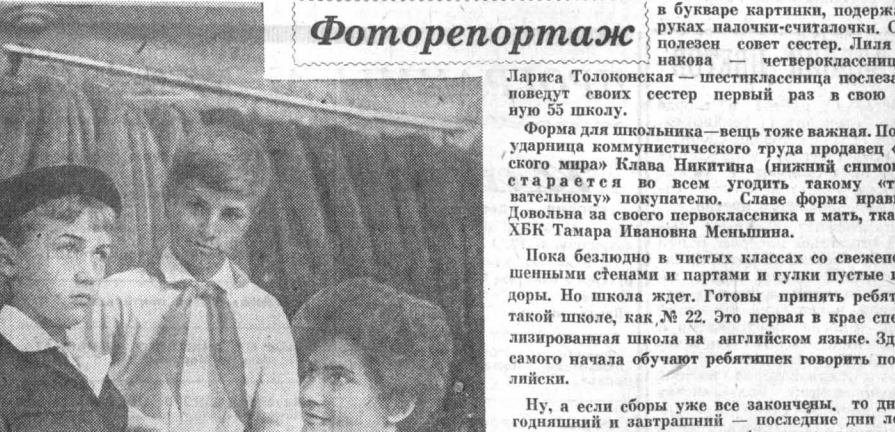 Фоторепортаж
в букваре картинки, подерж
руках палочки-считалочки.
полезен совет сестер. Лиля
накова — четвероклассниц
Лариса Толоконская — шестиклассница послеза
поведут своих сестер первый раз в свою
ную 55 школу.
Форма для школьника—вещь тоже важная. По
ударница коммунистического труда продавец
ского мира» Клава Никитина (нижний снимо
старается во всем угодить такому «т
вательному» покупателю. Славе форма нрав
Довольна за своего первоклассника и мать, тка
ХБК Тамара Ивановна Меньшина.
Пока безлюдно в чистых классах со свежепо
шенными стенами и партами и гулки пустые
доры. Но школа ждет. Готовы принять ребят
такой школе, как № 22. Это первая в крае спе
лизированная школа на английском языке. Зд
самого начала обучают ребятишек говорить по
лийски.
Ну, а если сборы уже все закончены, то дн
годняшний и завтрашний — последние дни ле